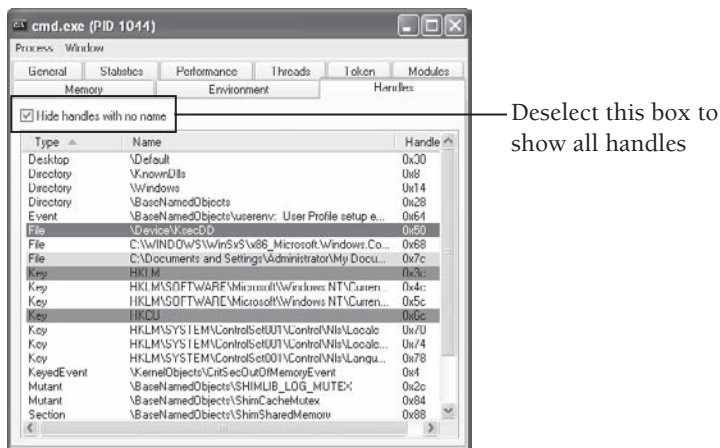 cmd.exe (PID 1044)
Process Window
General Statistics Performance Threads Token Modules
Memory Environment Handles
Hide handles with no name
Deselect this box to
show all handles
Type Name Handle
Desktop \Default 0x30
Directory \KnownDlls 0x8
Directory \Windows 0x14
Directory \BaseNamedObjects 0x28
Event \BaseNamedObjects\userenv: User Profile setup e... 0x64
File \Device\KsecDD 0x50
File C:\WINDOWS\WinSxS\x86_Microsoft.Windows.Co... 0x68
File C:\Documents and Settings\Administrator\My Docu... 0x7c
Key HKLM 0x3c
Key HKLM\SOFTWARE\Microsoft\Windows NT\Curren... 0x4c
Key HKLM\SOFTWARE\Microsoft\Windows NT\Curren... 0x5c
Key HKCU 0x6c
Key HKLM\SYSTEM\ControlSet001\Control\Nls\Locale 0x70
Key HKLM\SYSTEM\ControlSet001\Control\Nls\Locale... 0x74
Key HKLM\SYSTEM\ControlSet001\Control\Nls\Langu... 0x78
KeyedEvent \KernelObjects\CritSecOutOfMemoryEvent 0x4
Mutant \BaseNamedObjects\SHIMLIB_LOG_MUTEX 0x2c
Mutant \BaseNamedObjects\ShimCacheMutex 0x84
Section \BaseNamedObjects\ShimSharedMemory 0x88